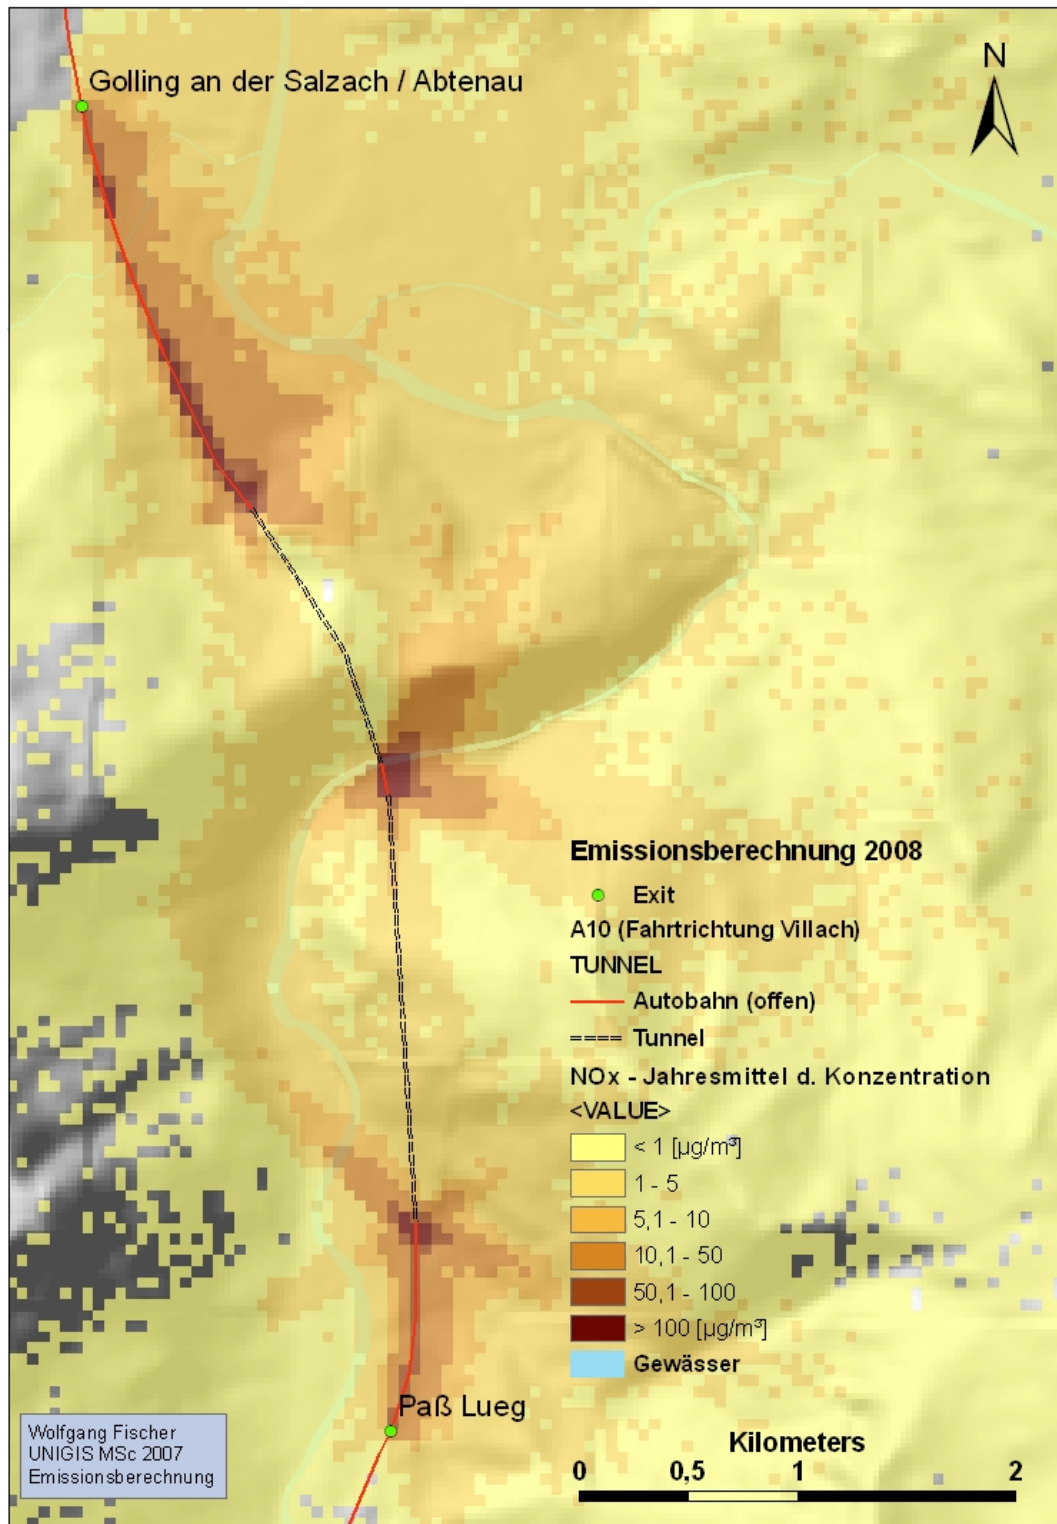 Golling an der Salzach / Abtenau
N
Emissionsberechnung 2008
Exit
A10 (Fahrtrichtung Villach)
TUNNEL
Autobahn (offen)
Tunnel
NOx - Jahresmittel d. Konzentration
<VALUE>
< 1 [µg/m³]
1 - 5
5,1 - 10
10,1 - 50
50,1 - 100
> 100 [µg/m³]
Gewässer
Paß Lueg
Wolfgang Fischer
UNIGIS MSc 2007
Emissionsberechnung
Kilometers
0 0,5 1 2